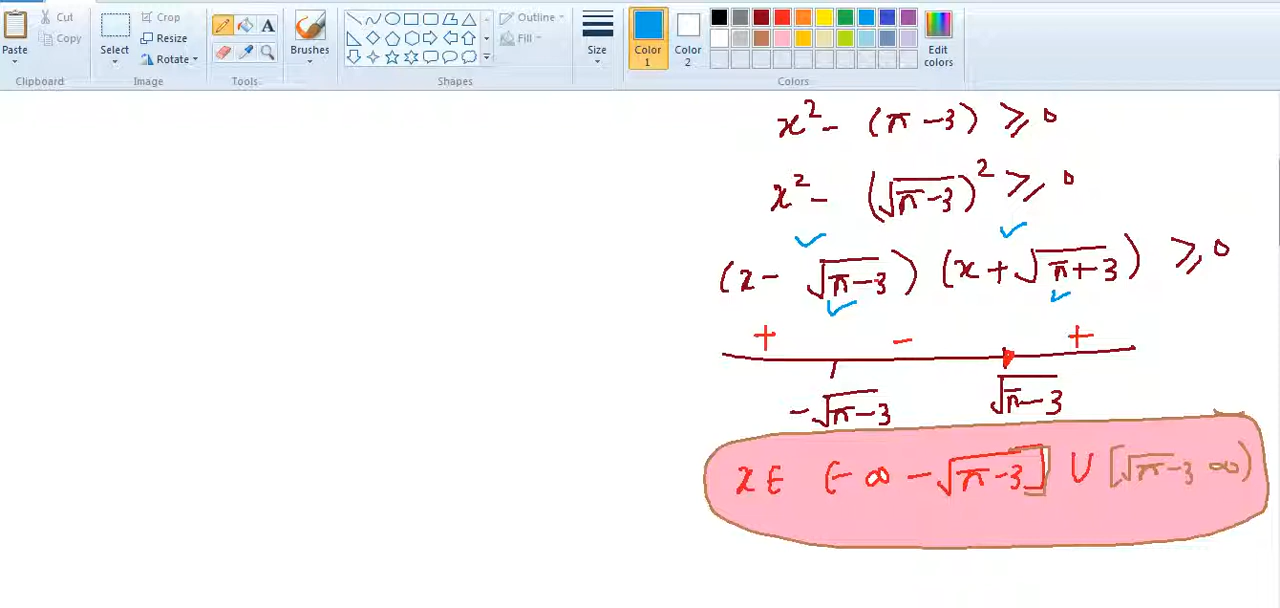 Cut
Crop
Copy
Resize
Paste
Select
Rotate
A
Brushes
Outline
Fill
Size
Color 1
Color 2
Edit colors
Clipboard
Image
Tools
Shapes
Colors
x² - (π - 3) ≥ 0
x² - (√π-3)² ≥ 0
(x - √π-3) (x + √π+3) ≥ 0
+ - +
-√π-3 √π-3
x ∈ (-∞ -√π-3] ∪ [√π-3 ∞)